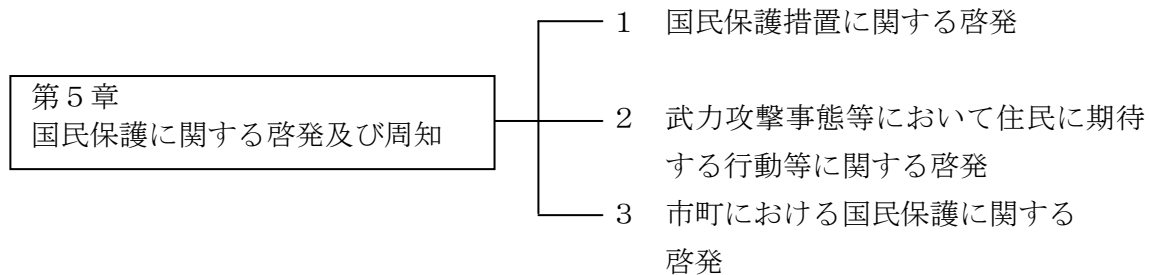 第５章
国民保護に関する啓発及び周知
１　国民保護措置に関する啓発
２　武力攻撃事態等において住民に期待
する行動等に関する啓発
３　市町における国民保護に関する
啓発